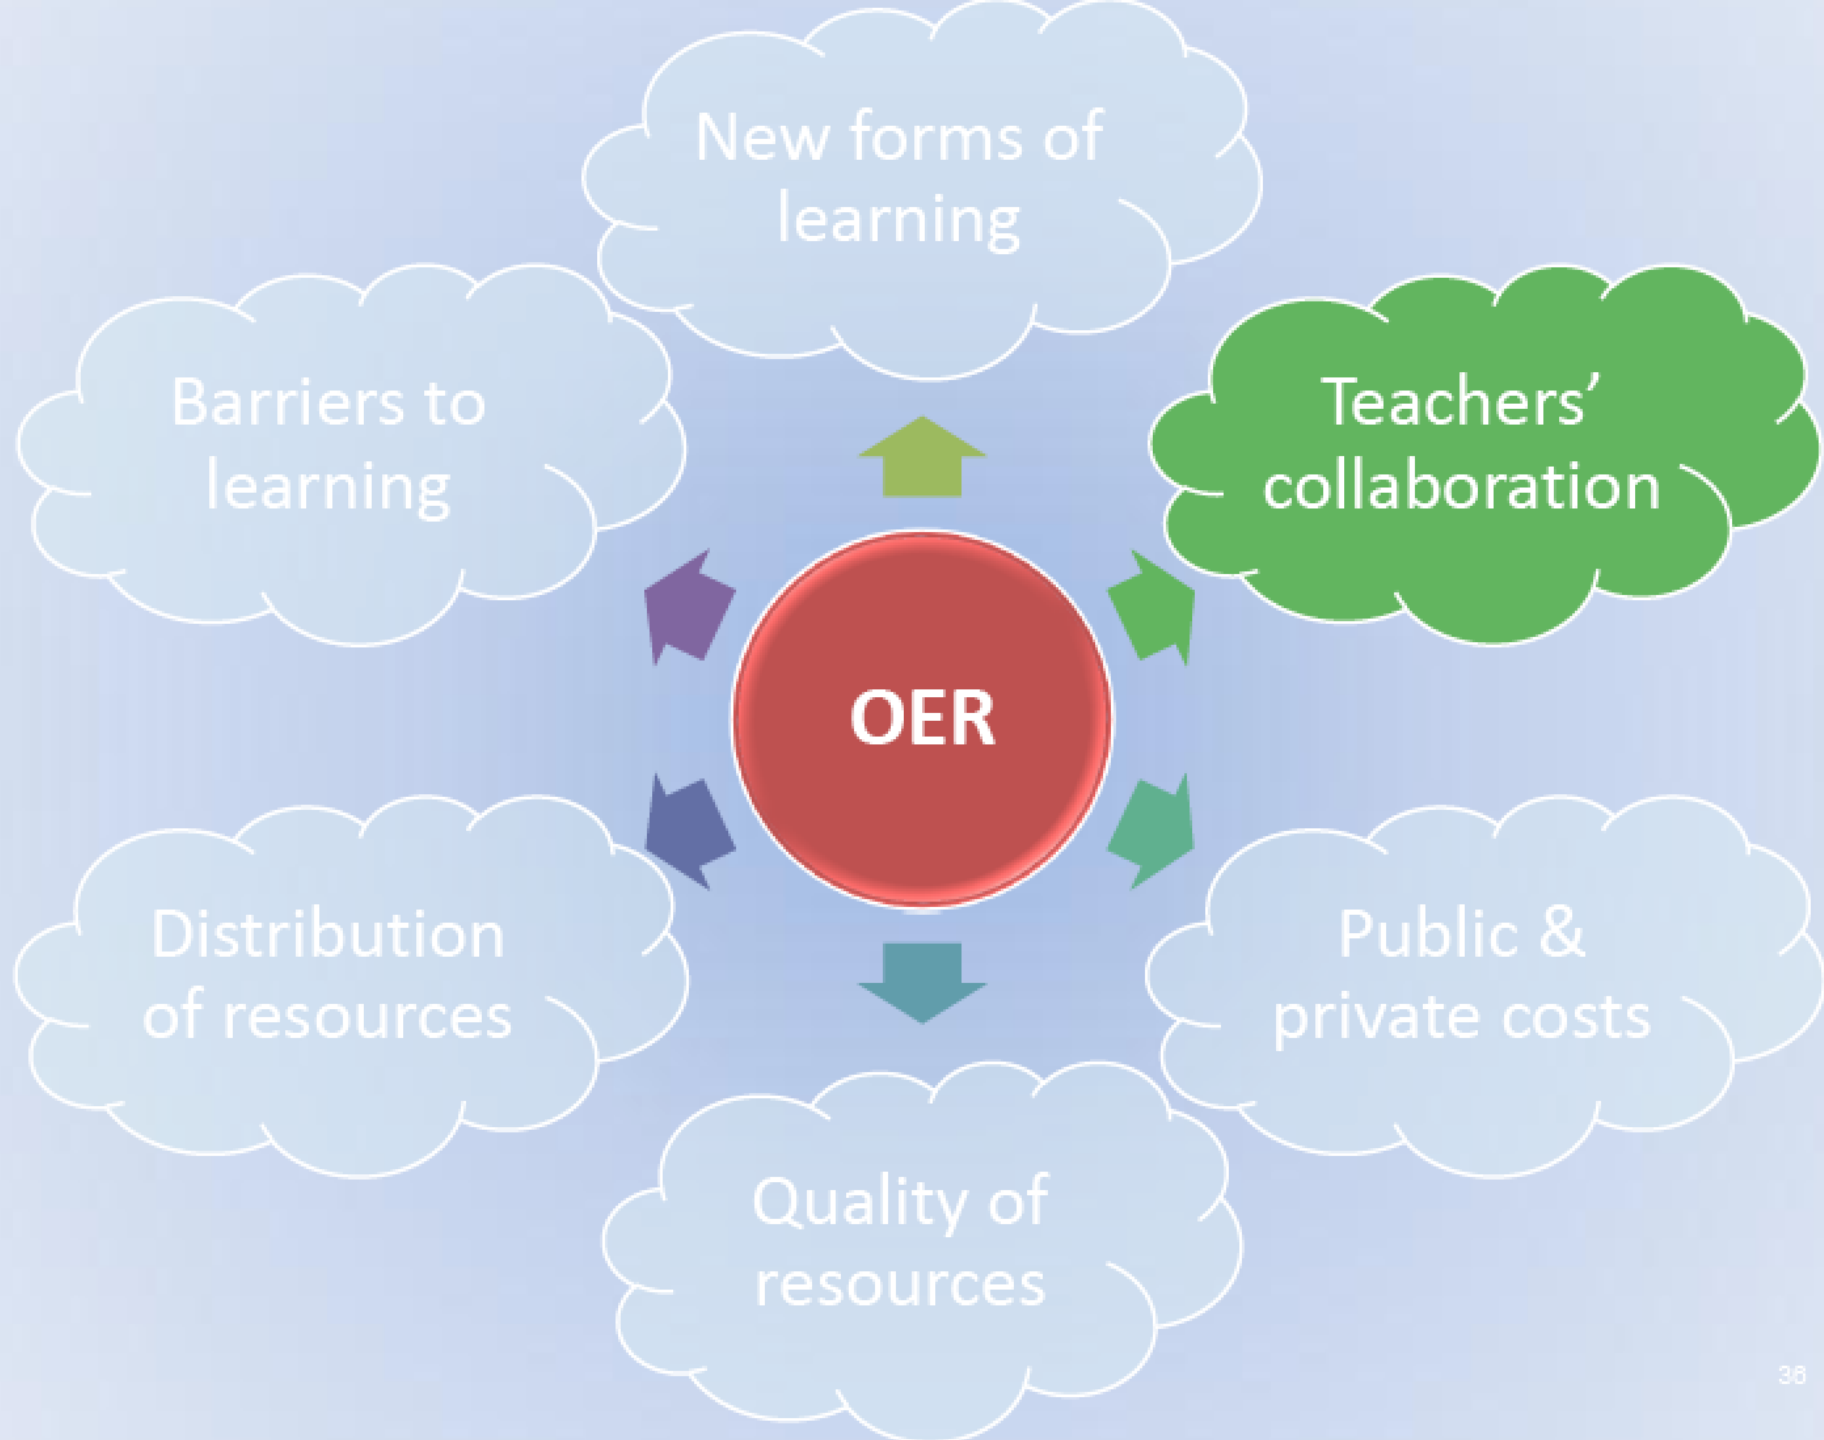 New forms of
learning
Barriers to
learning
Teachers’
collaboration
OER
Distribution
of resources
Public &
private costs
Quality of
resources
36